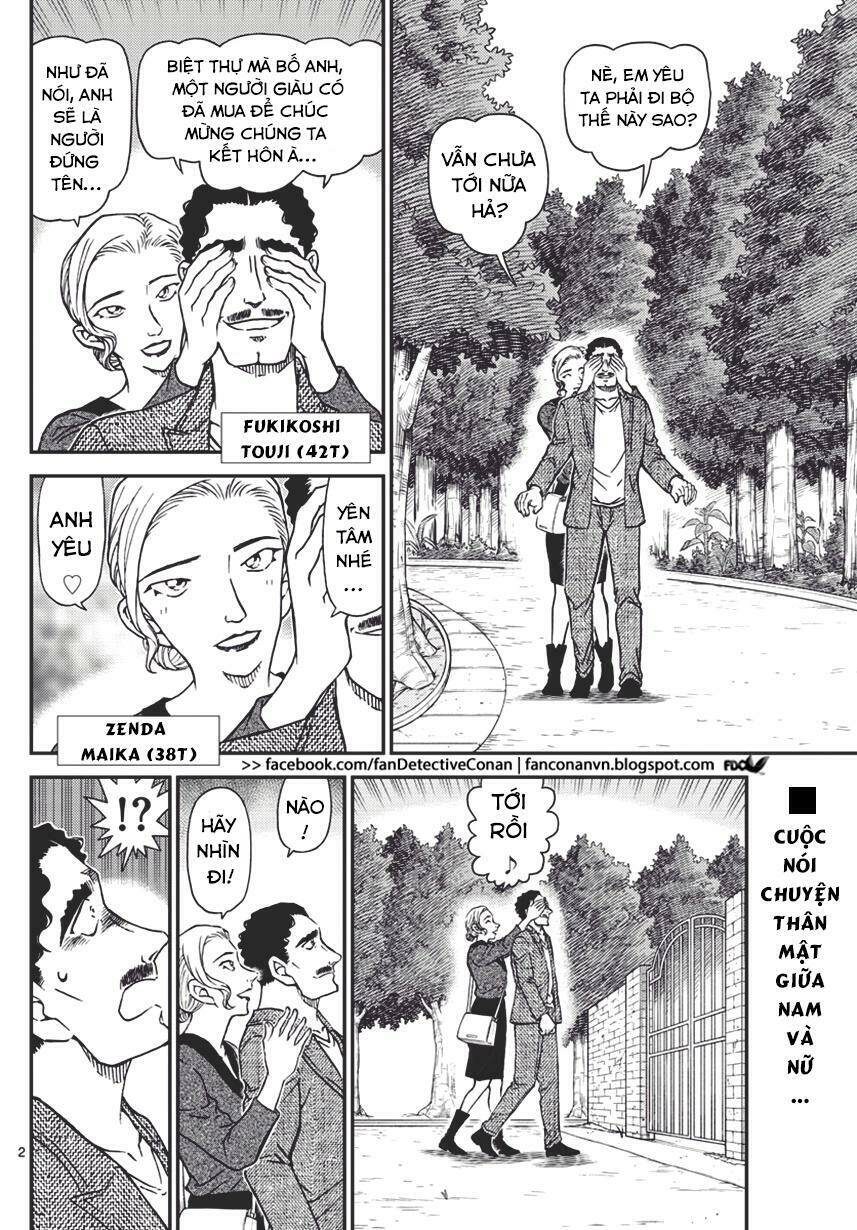 NÈ, EM YÊU
TA PHẢI ĐI BỘ
THẾ NÀY SAO?
VẪN CHƯA
TỚI NỮA
HẢ?
BIỆT THỰ MÀ BỐ ANH,
MỘT NGƯỜI GIÀU CÓ
ĐÃ MUA ĐỂ CHÚC
MỪNG CHÚNG TA
KẾT HÔN À...
NHƯ ĐÃ
NÓI, ANH
SẼ LÀ
NGƯỜI
ĐỨNG
TÊN...
FUKIKOSHI
TOUJI (42T)
YÊN
TÂM
NHÉ
...
ANH
YÊU
♡
ZENDA
MAIKA (38T)
>> facebook.com/fanDetectiveConan | fanconanvn.blogspot.com FDC
■
CUỘC
NÓI
CHUYỆN
THÂN
MẬT
GIỮA
NAM
VÀ
NỮ
...
TỚI
RỒI
♪
NÀO
!
HÃY
NHÌN
ĐI!
!?
2